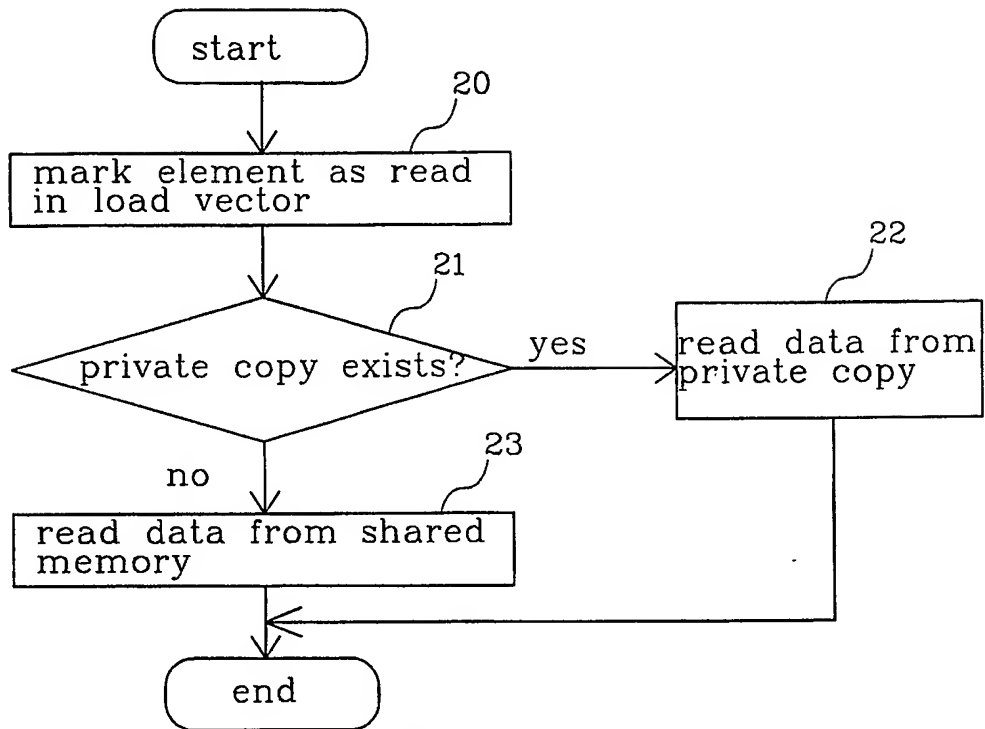 start
20
mark element as read
in load vector
21
22
private copy exists?
yes
read data from
private copy
no
23
read data from shared
memory
end